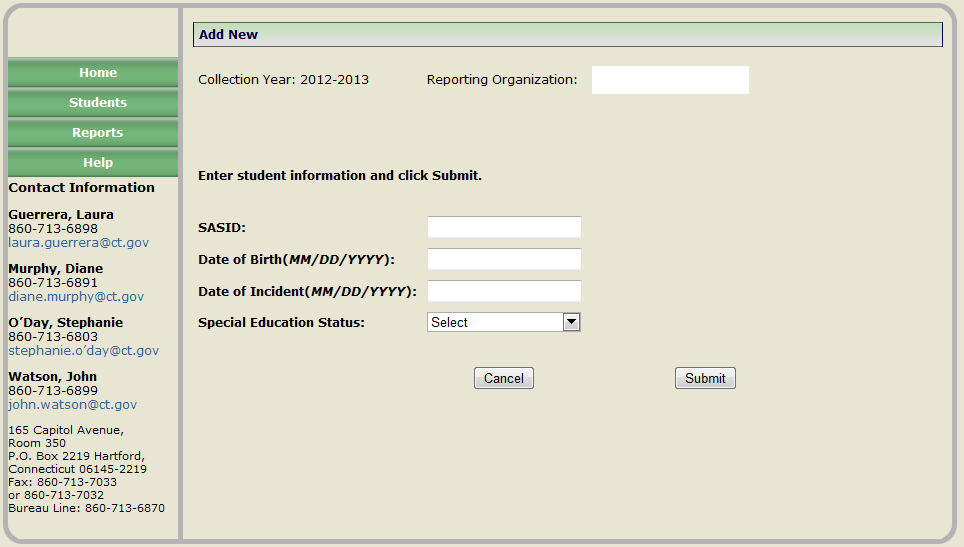 Home
Students
Reports
Help
Contact Information
Guerrera, Laura
860-713-6898
laura.guerrera@ct.gov
Murphy, Diane
860-713-6891
diane.murphy@ct.gov
O’Day, Stephanie
860-713-6803
stephanie.o’day@ct.gov
Watson, John
860-713-6899
john.watson@ct.gov
165 Capitol Avenue,
Room 350
P.O. Box 2219 Hartford,
Connecticut 06145-2219
Fax: 860-713-7033
or 860-713-7032
Bureau Line: 860-713-6870
Add New
Collection Year: 2012-2013 Reporting Organization:
Enter student information and click Submit.
SASID:
Date of Birth(MM/DD/YYYY):
Date of Incident(MM/DD/YYYY):
Special Education Status: Select
Cancel Submit